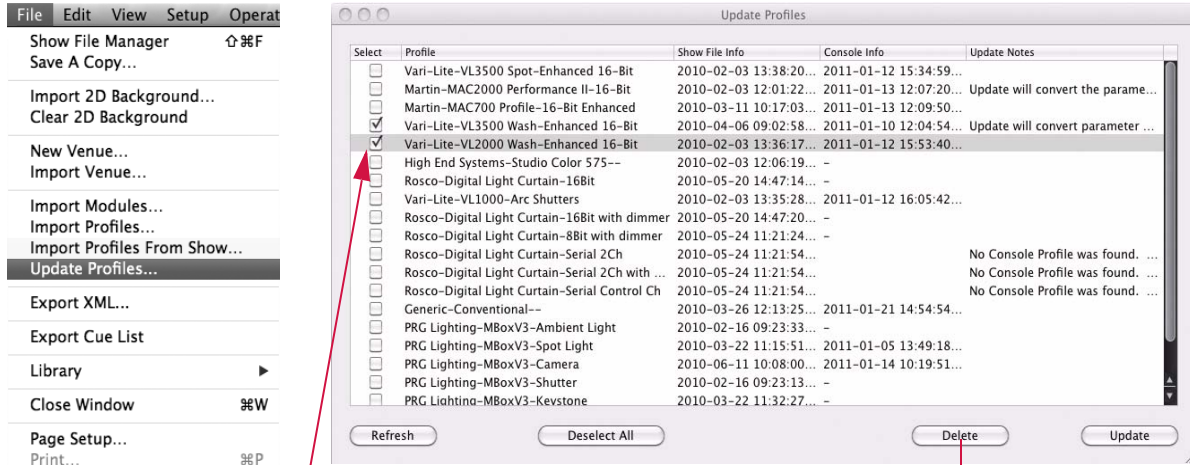 File Edit View Setup Operat
Show File Manager ⇧⌘F
Save A Copy...
Import 2D Background...
Clear 2D Background
New Venue...
Import Venue...
Import Modules...
Import Profiles...
Import Profiles From Show...
Update Profiles...
Export XML...
Export Cue List
Library ▶
Close Window ⌘W
Page Setup...
Print... ⌘P
Update Profiles
Select Profile Show File Info Console Info Update Notes
Vari-Lite-VL3500 Spot-Enhanced 16-Bit 2010-02-03 13:38:20... 2011-01-12 15:34:59...
Martin-MAC2000 Performance II-16-Bit 2010-02-03 12:01:22... 2011-01-13 12:07:20... Update will convert the parame...
Martin-MAC700 Profile-16-Bit Enhanced 2010-03-11 10:17:03... 2011-01-13 12:09:50...
Vari-Lite-VL3500 Wash-Enhanced 16-Bit 2010-04-06 09:02:58... 2011-01-10 12:04:54... Update will convert parameter ...
Vari-Lite-VL2000 Wash-Enhanced 16-Bit 2010-02-03 13:36:17... 2011-01-12 15:53:40...
High End Systems-Studio Color 575-- 2010-02-03 12:06:19... -
Rosco-Digital Light Curtain-16Bit 2010-05-20 14:47:14... -
Vari-Lite-VL1000-Arc Shutters 2010-02-03 13:35:28... 2011-01-12 16:05:42...
Rosco-Digital Light Curtain-16Bit with dimmer 2010-05-20 14:47:20... -
Rosco-Digital Light Curtain-8Bit with dimmer 2010-05-24 11:21:24... -
Rosco-Digital Light Curtain-Serial 2Ch 2010-05-24 11:21:54... No Console Profile was found. ...
Rosco-Digital Light Curtain-Serial 2Ch with ... 2010-05-24 11:21:54... No Console Profile was found. ...
Rosco-Digital Light Curtain-Serial Control Ch 2010-05-24 11:21:54... No Console Profile was found. ...
Generic-Conventional-- 2010-03-26 12:13:25... 2011-01-21 14:54:54...
PRG Lighting-MBoxV3-Ambient Light 2010-02-16 09:23:33... -
PRG Lighting-MBoxV3-Spot Light 2010-03-22 11:15:51... 2011-01-05 13:49:18...
PRG Lighting-MBoxV3-Camera 2010-06-11 10:08:00... 2011-01-14 10:19:51...
PRG Lighting-MBoxV3-Shutter 2010-02-16 09:23:13... -
PRG Lighting-MBoxV3-Keystone 2010-03-22 11:32:27... -
Refresh Deselect All Delete Update